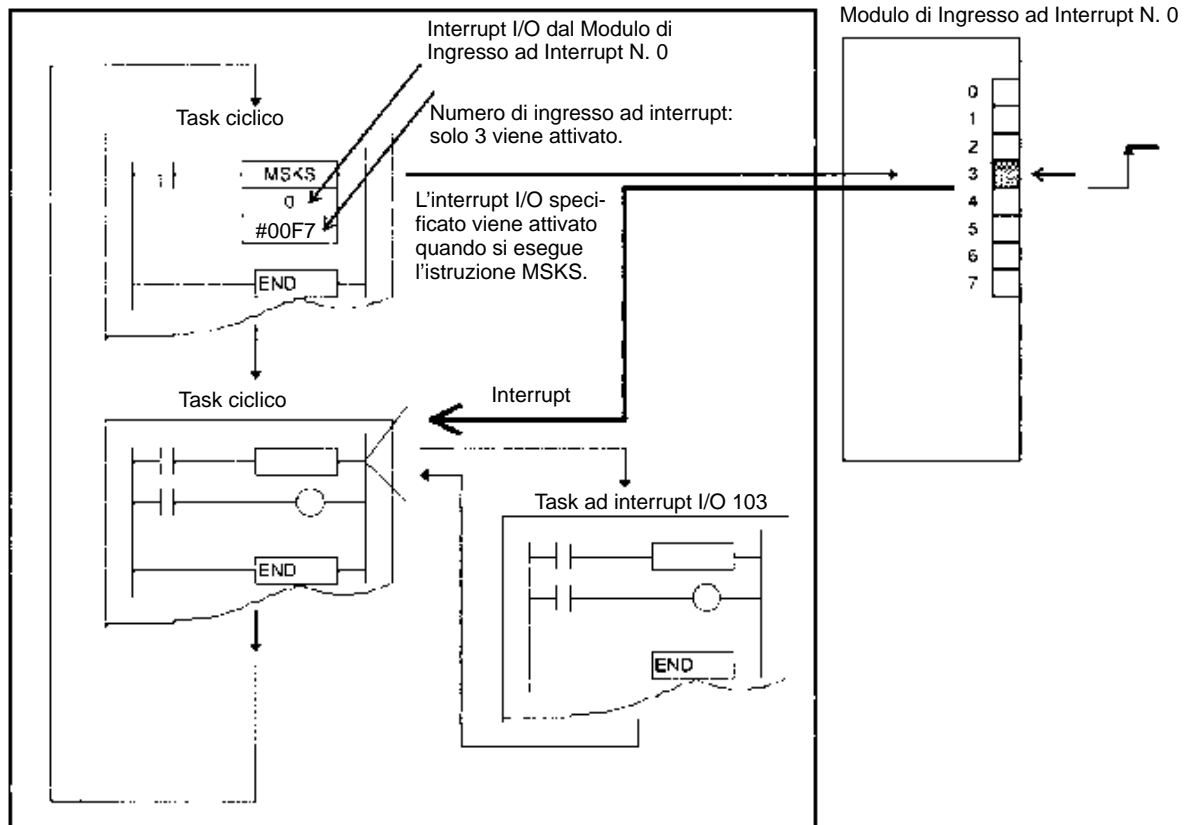 Modulo di Ingresso ad Interrupt N. 0
Interrupt I/O dal Modulo di
Ingresso ad Interrupt N. 0
Task ciclico
Numero di ingresso ad interrupt:
solo 3 viene attivato.
MSKS
0
#00F7
END
L'interrupt I/O speci-
ficato viene attivato
quando si esegue
l'istruzione MSKS.
0
1
2
3
4
5
6
7
Task ciclico
Interrupt
END
Task ad interrupt I/O 103
END